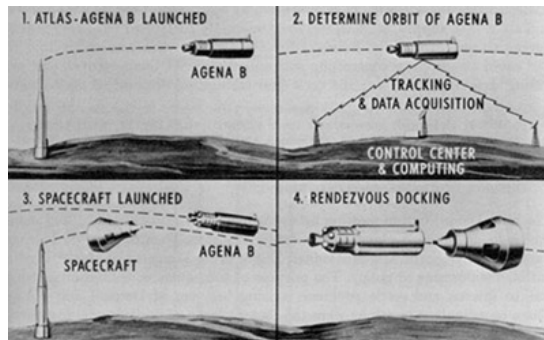 1. ATLAS-AGENA B LAUNCHED
AGENA B
2. DETERMINE ORBIT OF AGENA B
TRACKING
& DATA ACQUISITION
CONTROL CENTER
& COMPUTING
3. SPACECRAFT LAUNCHED
AGENA B
SPACECRAFT
4. RENDEZVOUS DOCKING